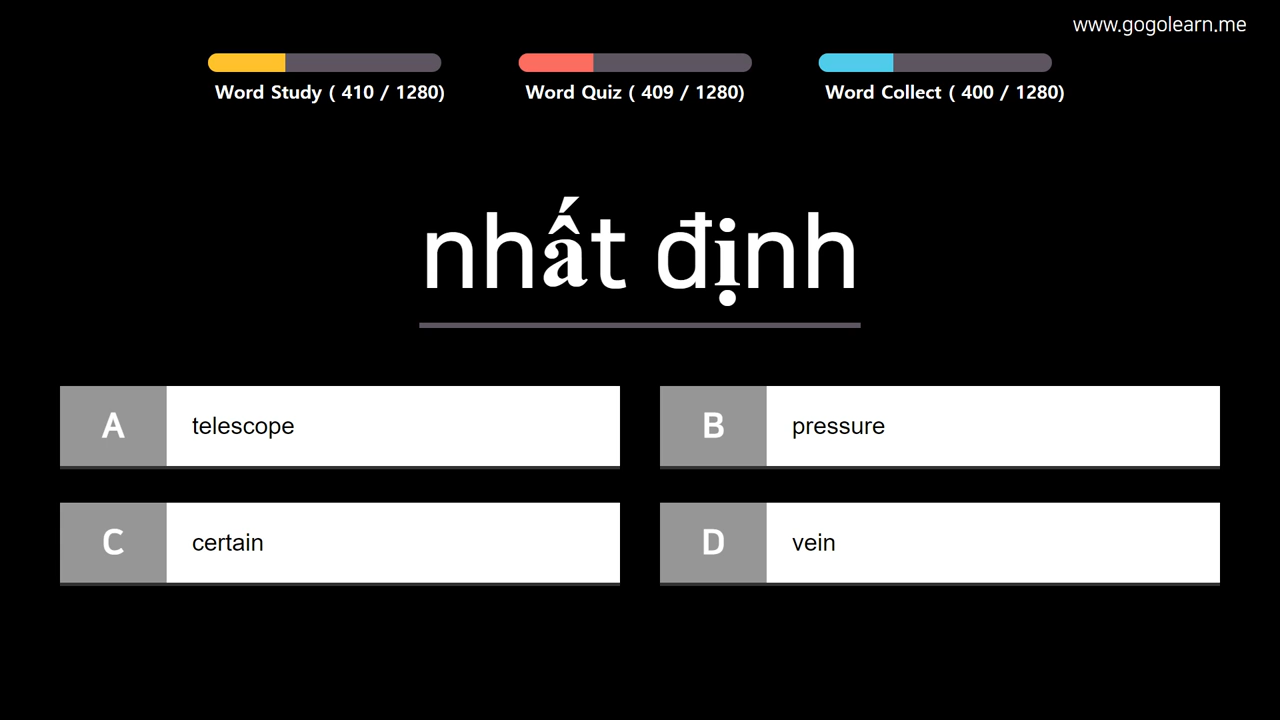 www.gogolearn.me
Word Study ( 410 / 1280)
Word Quiz ( 409 / 1280)
Word Collect ( 400 / 1280)
nhất định
A telescope
B pressure
C certain
D vein